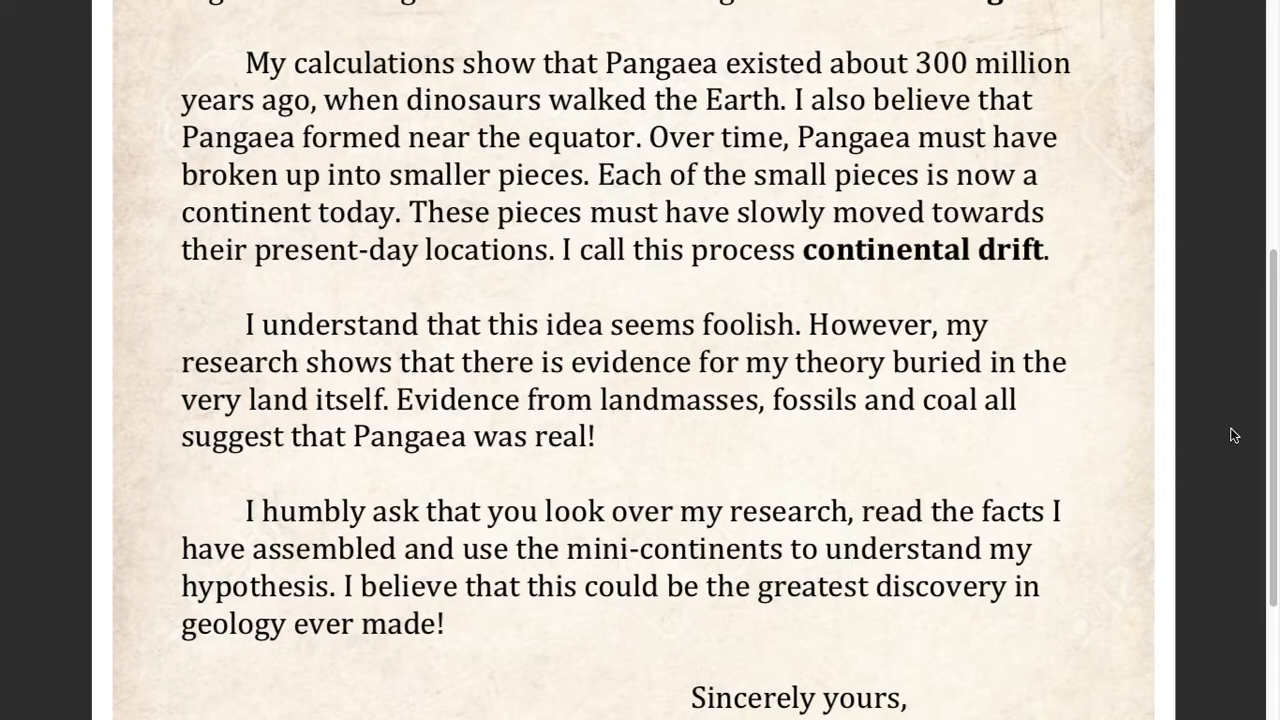 My calculations show that Pangaea existed about 300 million
years ago, when dinosaurs walked the Earth. I also believe that
Pangaea formed near the equator. Over time, Pangaea must have
broken up into smaller pieces. Each of the small pieces is now a
continent today. These pieces must have slowly moved towards
their present-day locations. I call this process continental drift.
I understand that this idea seems foolish. However, my
research shows that there is evidence for my theory buried in the
very land itself. Evidence from landmasses, fossils and coal all
suggest that Pangaea was real!
I humbly ask that you look over my research, read the facts I
have assembled and use the mini-continents to understand my
hypothesis. I believe that this could be the greatest discovery in
geology ever made!
Sincerely yours,